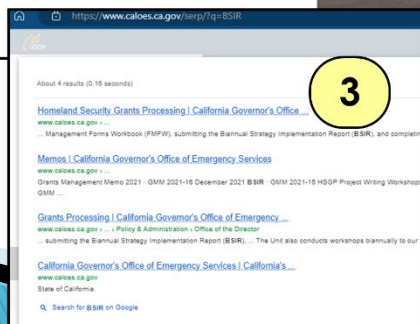 https://www.caloes.ca.gov/serp/?q=BSIR
CA
.GOV
About 4 results (0.16 seconds)
3
Homeland Security Grants Processing | California Governor's Office ...
www.caloes.ca.gov › ...
... Management Forms Workbook (FMFW), submitting the Biannual Strategy Implementation Report (BSIR), and completin
Memos | California Governor's Office of Emergency Services
www.caloes.ca.gov
Grants Management Memo 2021 · GMM 2021-16 December 2021 BSIR · GMM 2021-15 HSGP Project Writing Workshops
GMM ...
Grants Processing | California Governor's Office of Emergency ...
www.caloes.ca.gov › ... › Policy & Administration › Office of the Director
... submitting the Biannual Strategy Implementation Report (BSIR), ... The Unit also conducts workshops biannually to our
California Governor's Office of Emergency Services | California's ...
www.caloes.ca.gov
State of California.
Search for BSIR on Google